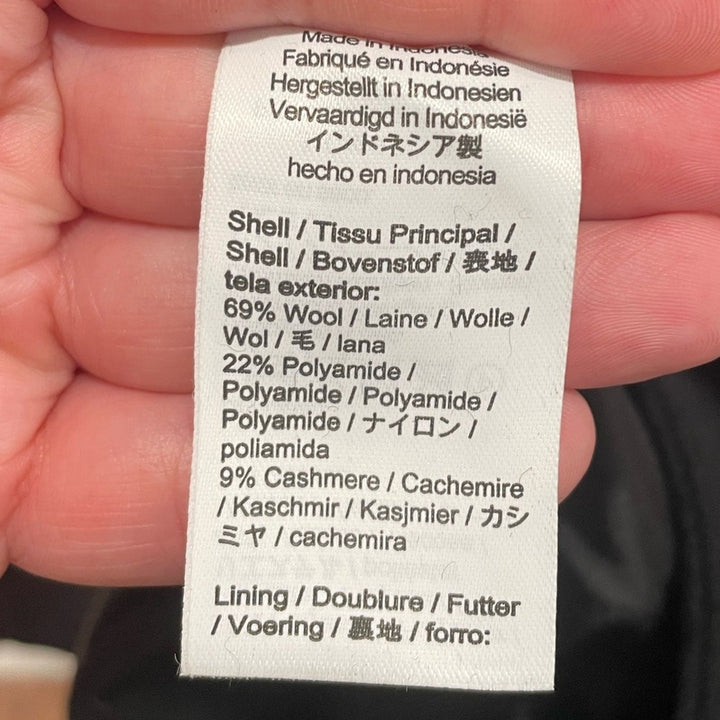 Made in Indonesia
Fabriqué en Indonésie
Hergestellt in Indonesien
Vervaardigd in Indonesië
インドネシア製
hecho en indonesia
Shell / Tissu Principal /
Shell / Bovenstof / 表地 /
tela exterior:
69% Wool / Laine / Wolle /
Wol / 毛 / lana
22% Polyamide /
Polyamide / Polyamide /
Polyamide / ナイロン /
poliamida
9% Cashmere / Cachemire
/ Kaschmir / Kasjmier / カシ
ミヤ / cachemira
Lining / Doublure / Futter
/ Voering / 裏地 / forro: